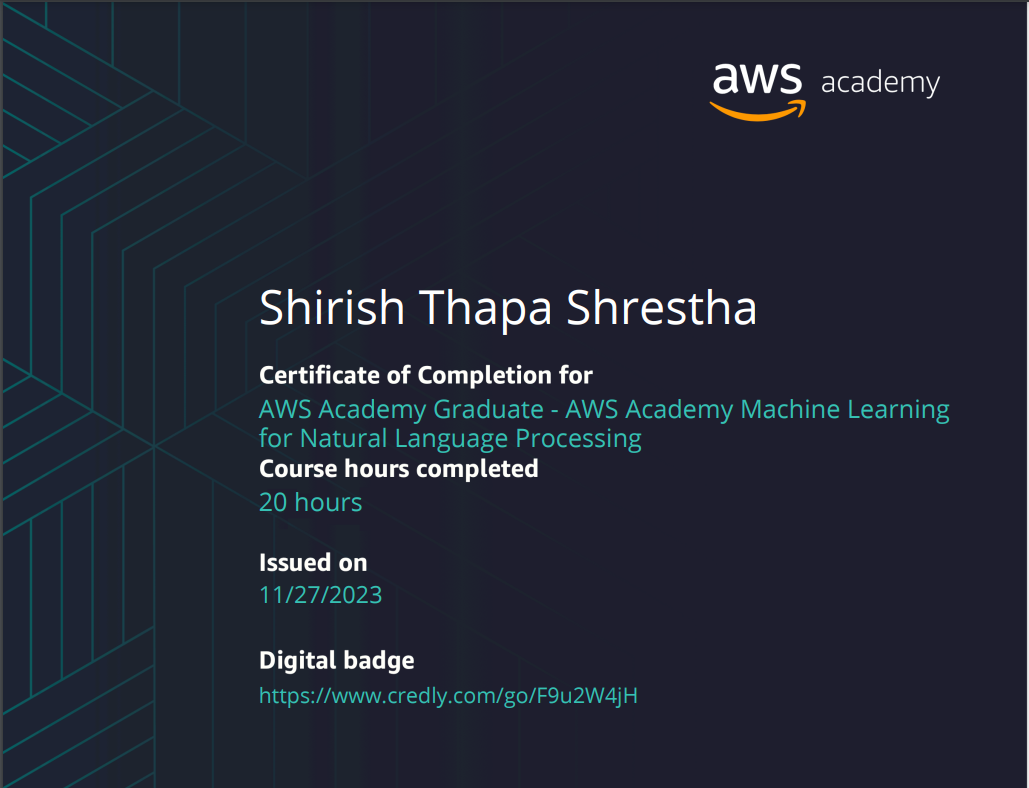 aws academy
Shirish Thapa Shrestha
Certificate of Completion for
AWS Academy Graduate - AWS Academy Machine Learning
for Natural Language Processing
Course hours completed
20 hours
Issued on
11/27/2023
Digital badge
https://www.credly.com/go/F9u2W4jH